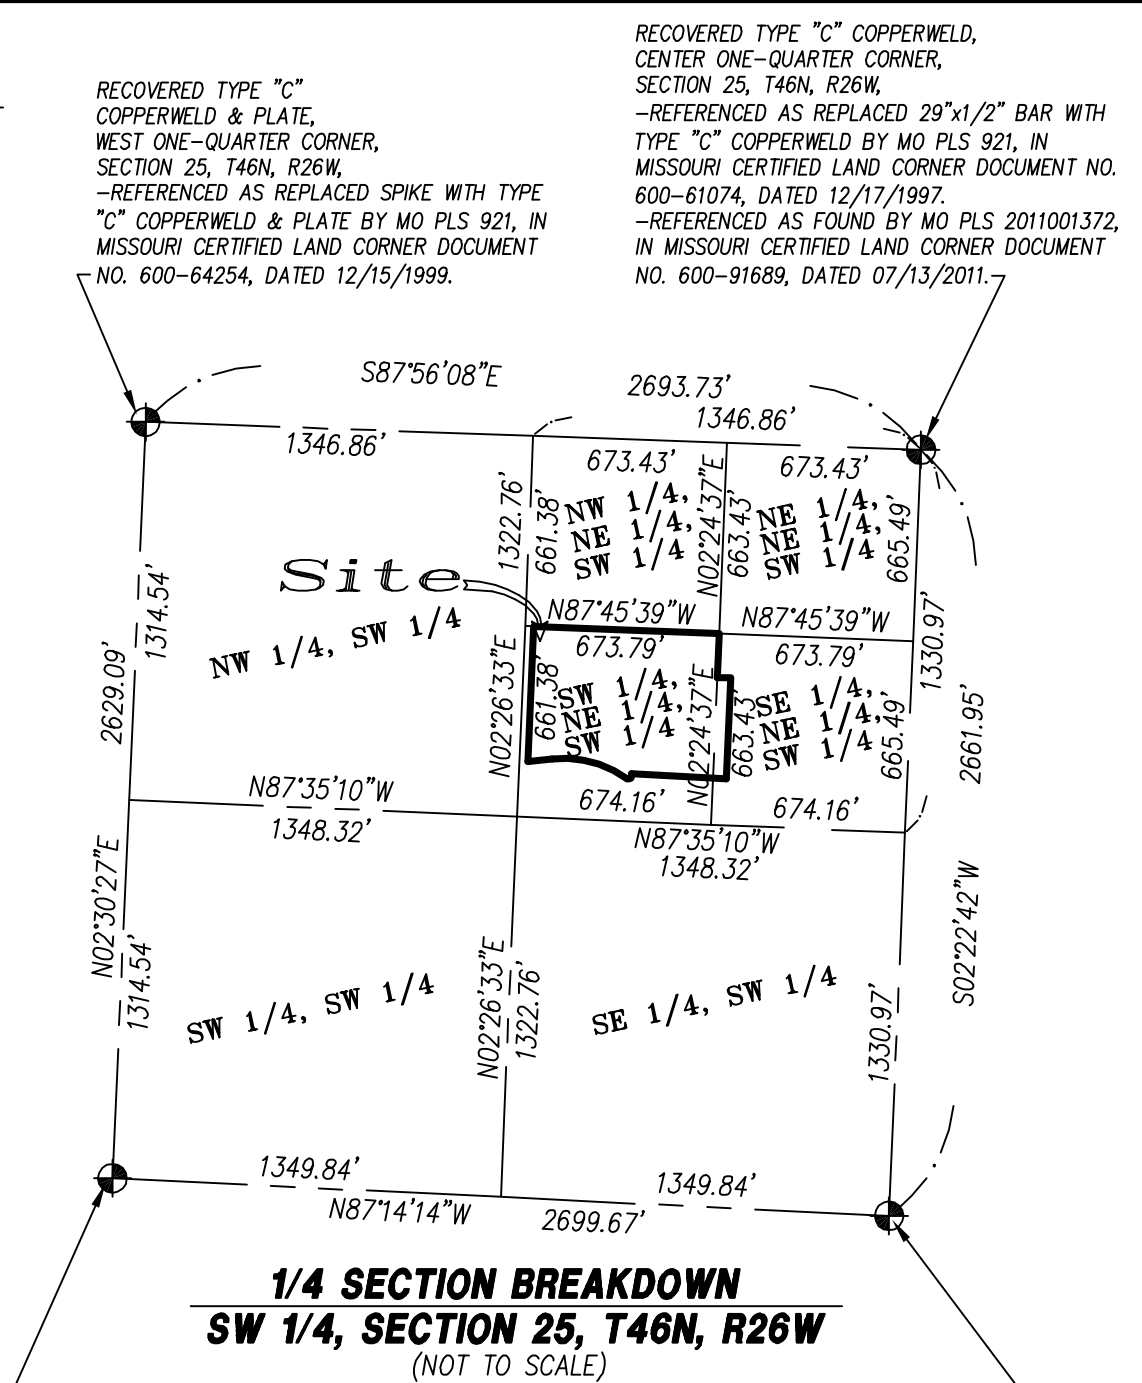 RECOVERED TYPE "C"
COPPERWELD & PLATE,
WEST ONE-QUARTER CORNER,
SECTION 25, T46N, R26W,
-REFERENCED AS REPLACED SPIKE WITH TYPE
"C" COPPERWELD & PLATE BY MO PLS 921, IN
MISSOURI CERTIFIED LAND CORNER DOCUMENT
NO. 600-64254, DATED 12/15/1999.
RECOVERED TYPE "C" COPPERWELD,
CENTER ONE-QUARTER CORNER,
SECTION 25, T46N, R26W,
-REFERENCED AS REPLACED 29"x1/2" BAR WITH
TYPE "C" COPPERWELD BY MO PLS 921, IN
MISSOURI CERTIFIED LAND CORNER DOCUMENT NO.
600-61074, DATED 12/17/1997.
-REFERENCED AS FOUND BY MO PLS 2011001372,
IN MISSOURI CERTIFIED LAND CORNER DOCUMENT
NO. 600-91689, DATED 07/13/2011.
S87°56'08"E
2693.73'
1346.86'
1346.86'
673.43'
673.43'
1322.76'
661.38'
NW 1/4,
NE 1/4,
SW 1/4
N02°24'37"E
663.43'
NE 1/4,
NE 1/4,
SW 1/4
665.49'
Site
N87°45'39"W
N87°45'39"W
673.79'
673.79'
1314.54'
2629.09'
NW 1/4, SW 1/4
N02°26'33"E
661.38'
SW 1/4,
NE 1/4,
SW 1/4
N02°24'37"E
663.43'
SE 1/4,
NE 1/4,
SW 1/4
665.49'
1330.97'
2661.95'
N87°35'10"W
1348.32'
674.16'
674.16'
N87°35'10"W
1348.32'
N02°30'27"E
1314.54'
SW 1/4, SW 1/4
N02°26'33"E
1322.76'
SE 1/4, SW 1/4
1330.97'
S02°22'42"W
1349.84'
1349.84'
N87°14'14"W
2699.67'
1/4 SECTION BREAKDOWN
SW 1/4, SECTION 25, T46N, R26W
(NOT TO SCALE)